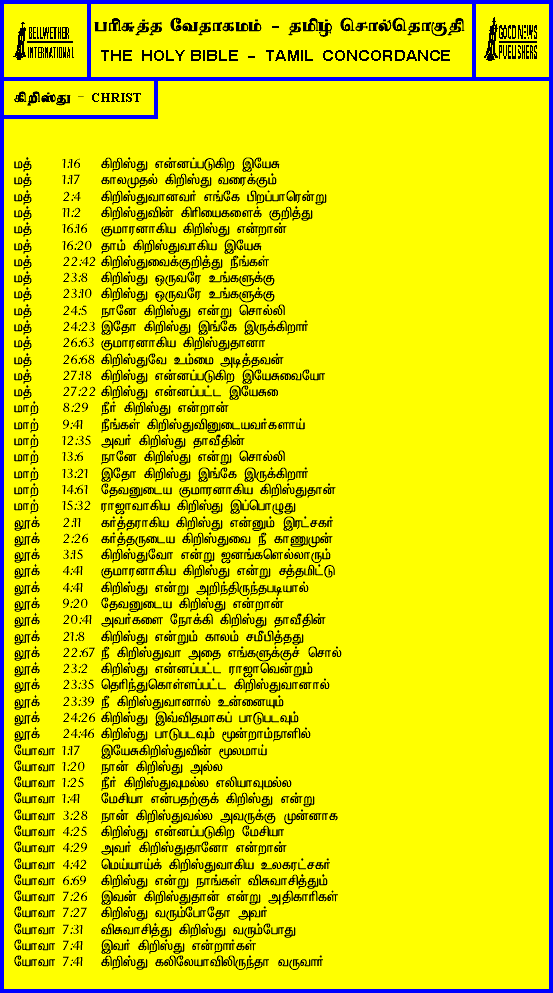 BELLWETHER
INTERNATIONAL
பரிசுத்த வேதாகமம் - தமிழ் சொல்தொகுதி
THE HOLY BIBLE - TAMIL CONCORDANCE
GOOD NEWS
PUBLISHERS
கிறிஸ்து - CHRIST
மத் 1:16 கிறிஸ்து என்னப்படுகிற இயேசு
மத் 1:17 காலமுதல் கிறிஸ்து வரைக்கும்
மத் 2:4 கிறிஸ்துவானவர் எங்கே பிறப்பாரென்று
மத் 11:2 கிறிஸ்துவின் கிரியைகளைக் குறித்து
மத் 16:16 குமாரனாகிய கிறிஸ்து என்றான்
மத் 16:20 தாம் கிறிஸ்துவாகிய இயேசு
மத் 22:42 கிறிஸ்துவைக்குறித்து நீங்கள்
மத் 23:8 கிறிஸ்து ஒருவரே உங்களுக்கு
மத் 23:10 கிறிஸ்து ஒருவரே உங்களுக்கு
மத் 24:5 நானே கிறிஸ்து என்று சொல்லி
மத் 24:23 இதோ கிறிஸ்து இங்கே இருக்கிறார்
மத் 26:63 குமாரனாகிய கிறிஸ்துதானா
மத் 26:68 கிறிஸ்துவே உம்மை அடித்தவன்
மத் 27:18 கிறிஸ்து என்னப்படுகிற இயேசுவையோ
மத் 27:22 கிறிஸ்து என்னப்பட்ட இயேசுவை
மாற் 8:29 நீர் கிறிஸ்து என்றான்
மாற் 9:41 நீங்கள் கிறிஸ்துவினுடையவர்களாய்
மாற் 12:35 அவர் கிறிஸ்து தாவீதின்
மாற் 13:6 நானே கிறிஸ்து என்று சொல்லி
மாற் 13:21 இதோ கிறிஸ்து இங்கே இருக்கிறார்
மாற் 14:61 தேவனுடைய குமாரனாகிய கிறிஸ்துதான்
மாற் 15:32 ராஜாவாகிய கிறிஸ்து இப்பொழுது
லூக் 2:11 கர்த்தராகிய கிறிஸ்து என்னும் இரட்சகர்
லூக் 2:26 கர்த்தருடைய கிறிஸ்துவை நீ காணுமுன்
லூக் 3:15 கிறிஸ்துவோ என்று ஜனங்களெல்லாரும்
லூக் 4:41 குமாரனாகிய கிறிஸ்து என்று சத்தமிட்டு
லூக் 4:41 கிறிஸ்து என்று அறிந்திருந்தபடியால்
லூக் 9:20 தேவனுடைய கிறிஸ்து என்றான்
லூக் 20:41 அவர்களை நோக்கி கிறிஸ்து தாவீதின்
லூக் 21:8 கிறிஸ்து என்றும் காலம் சமீபித்தது
லூக் 22:67 நீ கிறிஸ்துவா அதை எங்களுக்குச் சொல்
லூக் 23:2 கிறிஸ்து என்னப்பட்ட ராஜாவென்றும்
லூக் 23:35 தெரிந்துகொள்ளப்பட்ட கிறிஸ்துவானால்
லூக் 23:39 நீ கிறிஸ்துவானால் உன்னையும்
லூக் 24:26 கிறிஸ்து இவ்விதமாகப் பாடுபடவும்
லூக் 24:46 கிறிஸ்து பாடுபடவும் மூன்றாம்நாளில்
யோவா 1:17 இயேசுகிறிஸ்துவின் மூலமாய்
யோவா 1:20 நான் கிறிஸ்து அல்ல
யோவா 1:25 நீர் கிறிஸ்துவுமல்ல எலியாவுமல்ல
யோவா 1:41 மேசியா என்பதற்குக் கிறிஸ்து என்று
யோவா 3:28 நான் கிறிஸ்துவல்ல அவருக்கு முன்னாக
யோவா 4:25 கிறிஸ்து என்னப்படுகிற மேசியா
யோவா 4:29 அவர் கிறிஸ்துதானோ என்றான்
யோவா 4:42 மெய்யாய்க் கிறிஸ்துவாகிய உலகரட்சகர்
யோவா 6:69 கிறிஸ்து என்று நாங்கள் விசுவாசித்தும்
யோவா 7:26 இவன் கிறிஸ்துதான் என்று அதிகாரிகள்
யோவா 7:27 கிறிஸ்து வரும்போதோ அவர்
யோவா 7:31 விசுவாசித்து கிறிஸ்து வரும்போது
யோவா 7:41 இவர் கிறிஸ்து என்றார்கள்
யோவா 7:41 கிறிஸ்து கலிலேயாவிலிருந்தா வருவார்